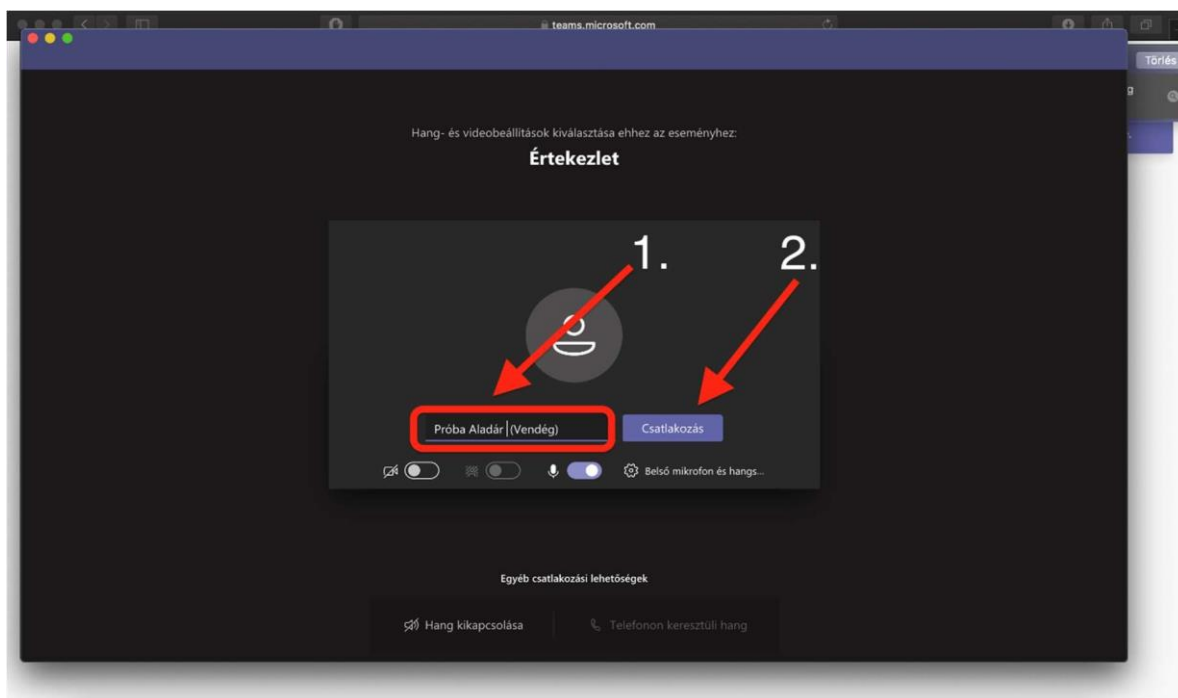 teams.microsoft.com
Törlés
g
Hang- és videobeállítások kiválasztása ehhez az eseményhez:
Értekezlet
1.
2.
Próba Aladár (Vendég)
Csatlakozás
Belső mikrofon és hangs...
Egyéb csatlakozási lehetőségek
Hang kikapcsolása
Telefonon keresztüli hang